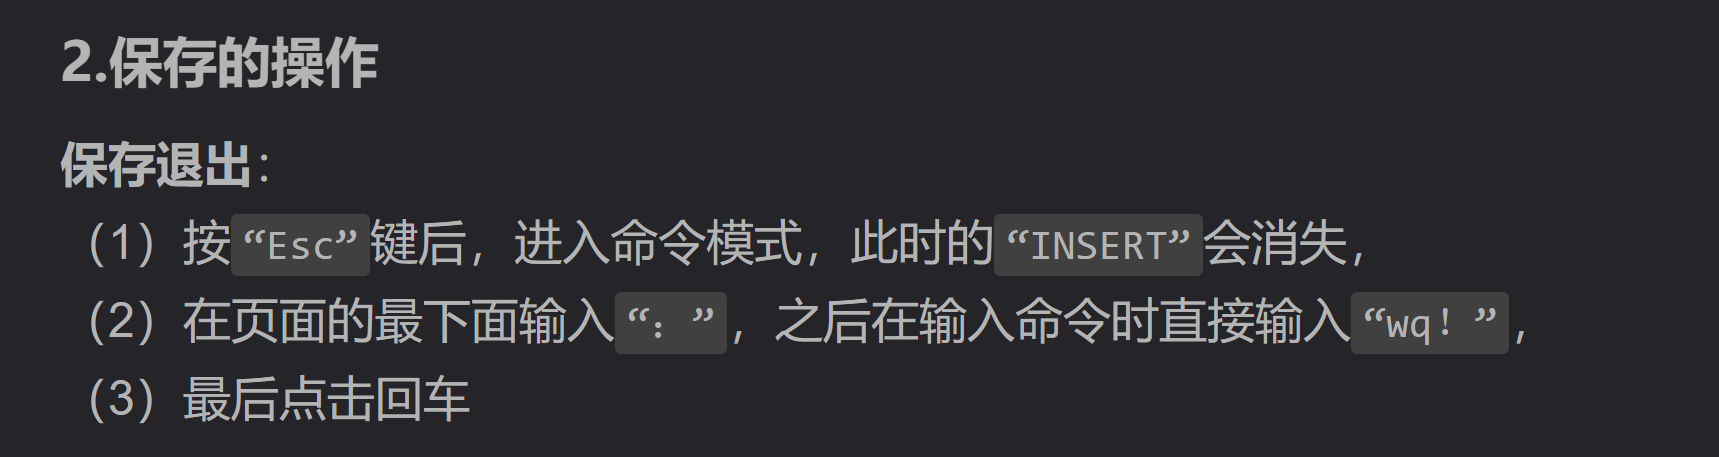 2.保存的操作
保存退出：
（1）按“Esc”键后，进入命令模式，此时的“INSERT”会消失，
（2）在页面的最下面输入“：”，之后在输入命令时直接输入“wq！”，
（3）最后点击回车